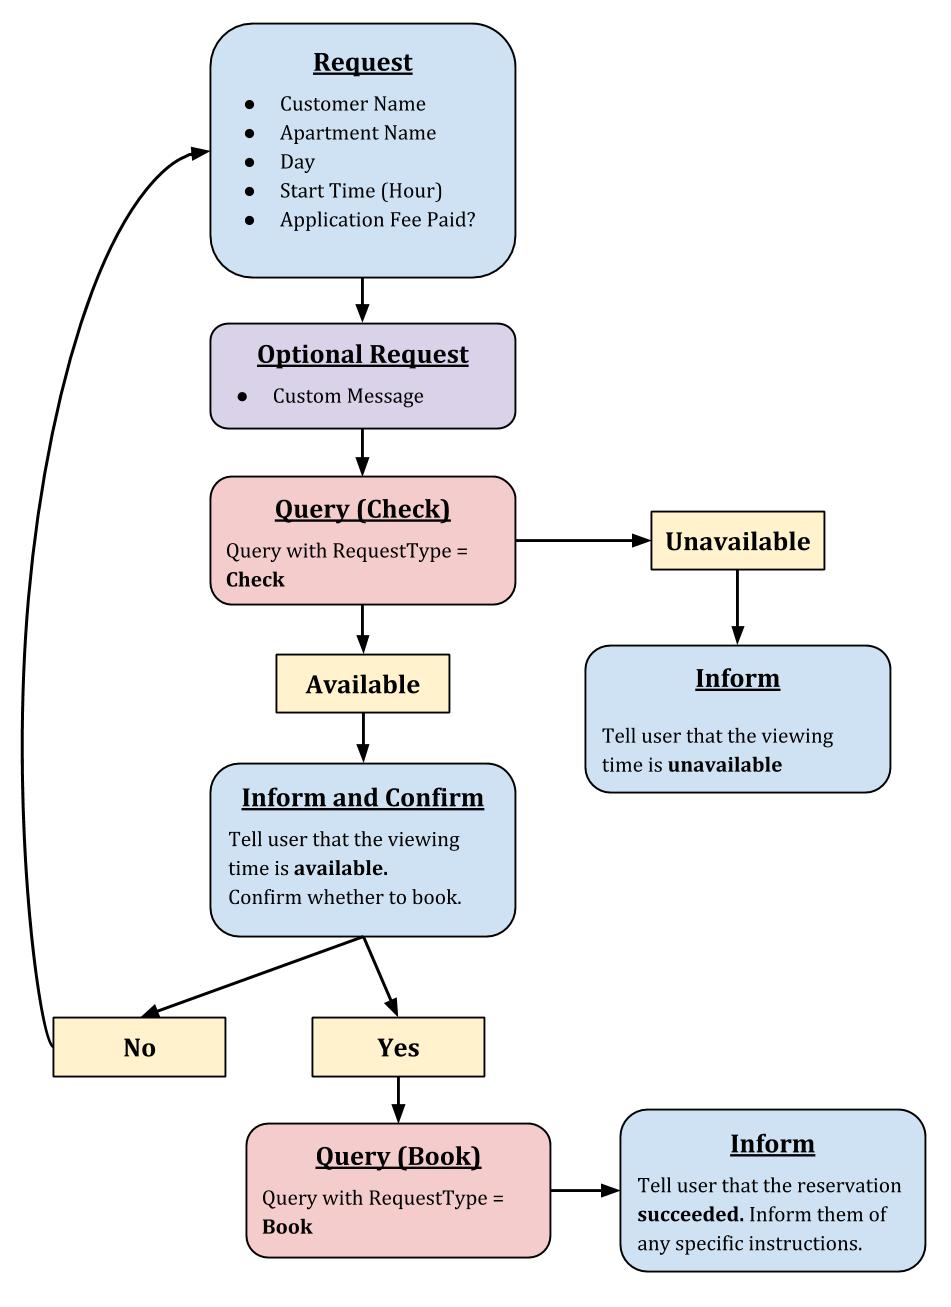 Request
● Customer Name
● Apartment Name
● Day
● Start Time (Hour)
● Application Fee Paid?
Optional Request
● Custom Message
Query (Check)
Query with RequestType =
Check
Unavailable
Inform
Tell user that the viewing
time is unavailable
Available
Inform and Confirm
Tell user that the viewing
time is available.
Confirm whether to book.
No
Yes
Query (Book)
Query with RequestType =
Book
Inform
Tell user that the reservation
succeeded. Inform them of
any specific instructions.